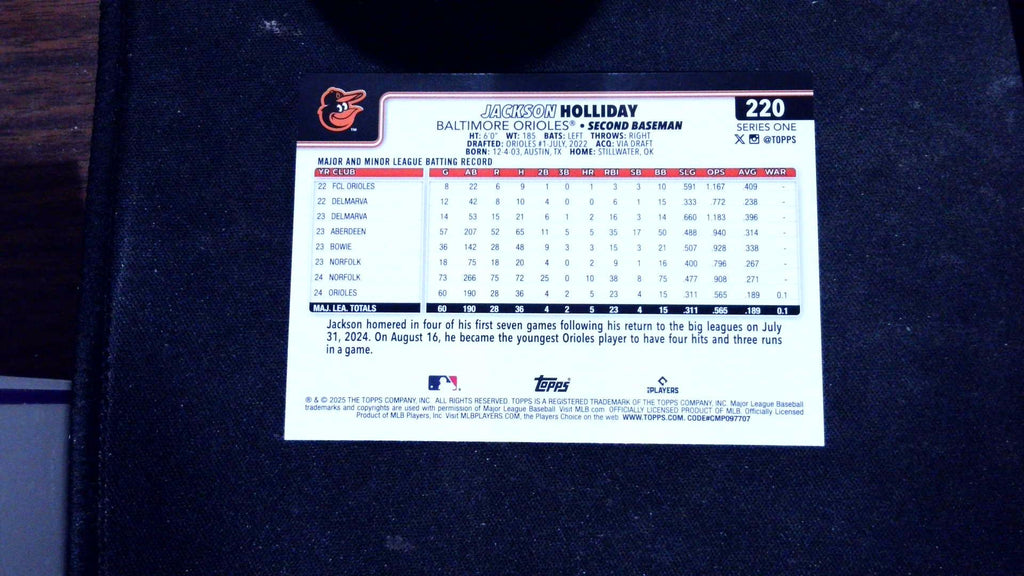 JACKSON HOLLIDAY
BALTIMORE ORIOLES® • SECOND BASEMAN
HT: 6'0" WT: 185 BATS: LEFT THROWS: RIGHT
DRAFTED: ORIOLES #1-JULY, 2022 ACQ: VIA DRAFT
BORN: 12-4-03, AUSTIN, TX HOME: STILLWATER, OK
220
SERIES ONE
@TOPPS
MAJOR AND MINOR LEAGUE BATTING RECORD
YR CLUB G AB R H 2B 3B HR RBI SB BB SLG OPS AVG WAR
22 FCL ORIOLES 8 22 6 9 1 0 1 3 3 10 .591 1.167 .409 -
22 DELMARVA 12 42 8 10 4 0 0 6 1 15 .333 .772 .238 -
23 DELMARVA 14 53 15 21 6 1 2 16 3 14 .660 1.183 .396 -
23 ABERDEEN 57 207 52 65 11 5 5 35 17 50 .488 .940 .314 -
23 BOWIE 36 142 28 48 9 3 3 15 3 21 .507 .928 .338 -
23 NORFOLK 18 75 18 20 4 0 2 9 1 16 .400 .796 .267 -
24 NORFOLK 73 266 75 72 25 0 10 38 8 75 .477 .908 .271 -
24 ORIOLES 60 190 28 36 4 2 5 23 4 15 .311 .565 .189 0.1
MAJ. LEA. TOTALS 60 190 28 36 4 2 5 23 4 15 .311 .565 .189 0.1
Jackson homered in four of his first seven games following his return to the big leagues on July
31, 2024. On August 16, he became the youngest Orioles player to have four hits and three runs
in a game.
Topps
PLAYERS
® & © 2025 THE TOPPS COMPANY, INC. ALL RIGHTS RESERVED. TOPPS IS A REGISTERED TRADEMARK OF THE TOPPS COMPANY, INC. Major League Baseball
trademarks and copyrights are used with permission of Major League Baseball. Visit MLB.com OFFICIALLY LICENSED PRODUCT OF MLB. Officially Licensed
Product of MLB Players, Inc. Visit MLBPLAYERS.COM, the Players Choice on the web. WWW.TOPPS.COM. CODE#CMP097707